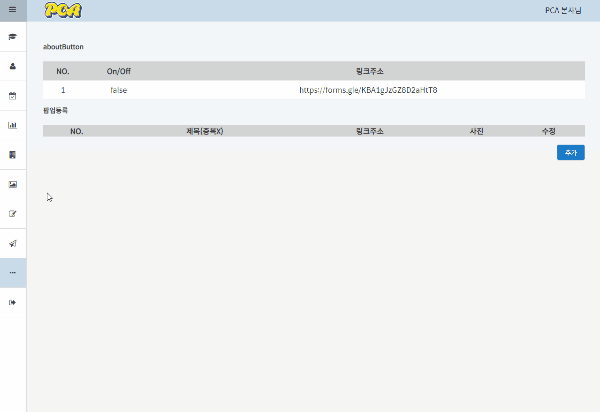 PCA
PCA 본사님
aboutButton
NO. On/Off 링크주소
1 false https://forms.gle/KBA1gJzGZ8D2aHtT8
팝업등록
NO. 제목(중복X) 링크주소 사진 수정
추가